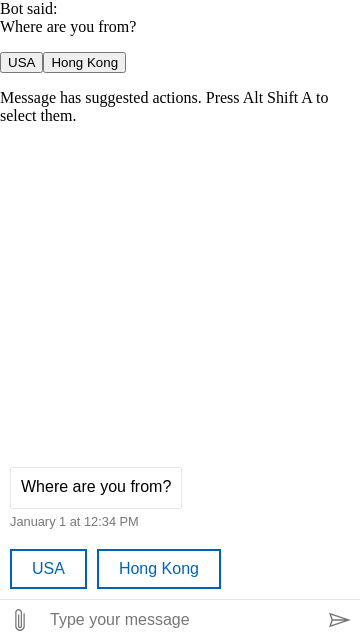 Bot said:
Where are you from?
USA Hong Kong
Message has suggested actions. Press Alt Shift A to
select them.
Where are you from?
January 1 at 12:34 PM
USA Hong Kong
Type your message